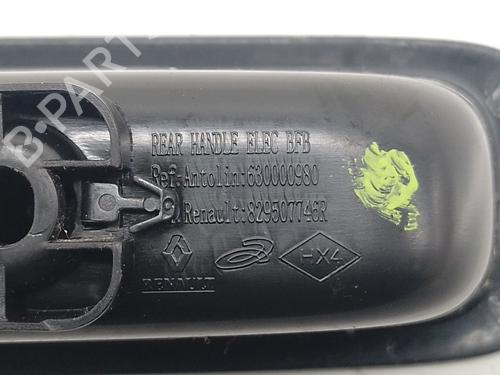 B-PARTS
REAR HANDLE ELEC BFB
Ref.Antolin:630000980
Renault:829507746R
RENAULT
HX4